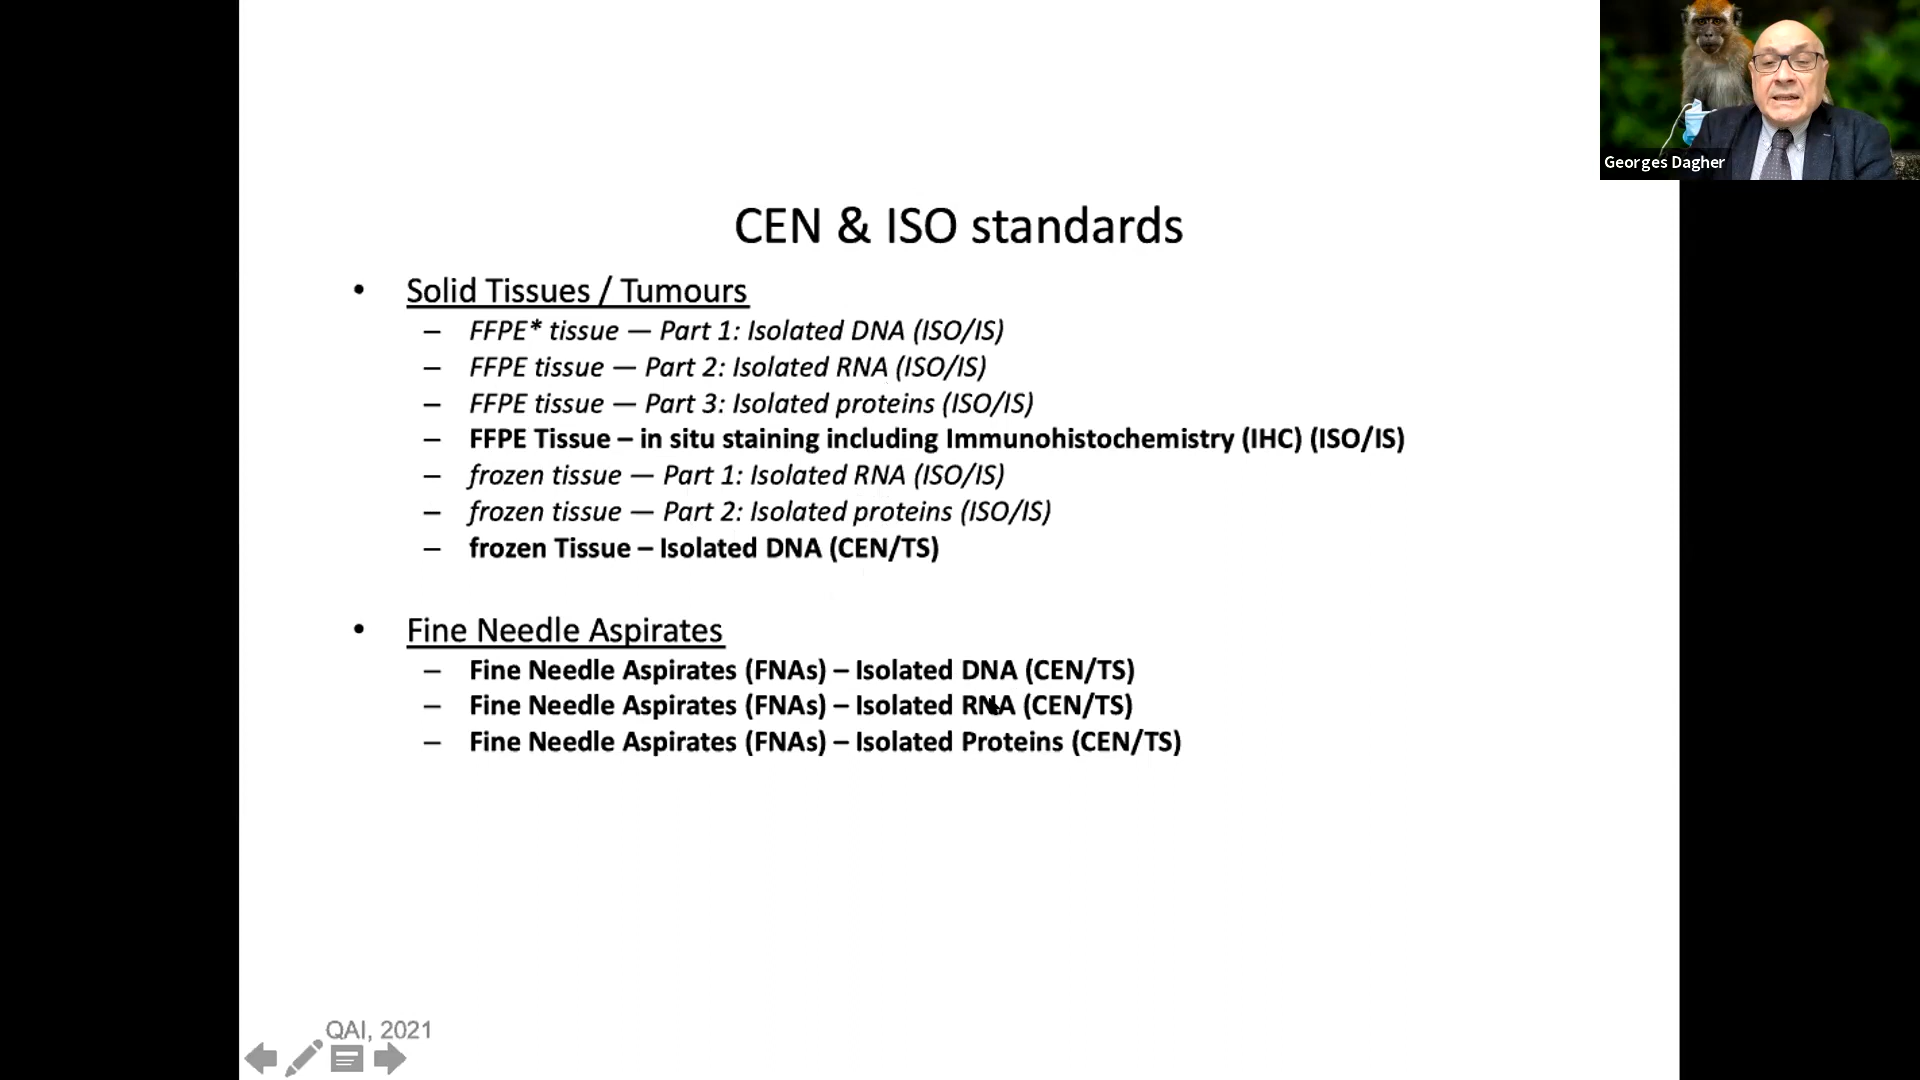 Georges Dagher
CEN & ISO standards
• Solid Tissues / Tumours
– FFPE* tissue — Part 1: Isolated DNA (ISO/IS)
– FFPE tissue — Part 2: Isolated RNA (ISO/IS)
– FFPE tissue — Part 3: Isolated proteins (ISO/IS)
– FFPE Tissue – in situ staining including Immunohistochemistry (IHC) (ISO/IS)
– frozen tissue — Part 1: Isolated RNA (ISO/IS)
– frozen tissue — Part 2: Isolated proteins (ISO/IS)
– frozen Tissue – Isolated DNA (CEN/TS)
• Fine Needle Aspirates
– Fine Needle Aspirates (FNAs) – Isolated DNA (CEN/TS)
– Fine Needle Aspirates (FNAs) – Isolated RNA (CEN/TS)
– Fine Needle Aspirates (FNAs) – Isolated Proteins (CEN/TS)
QAI, 2021